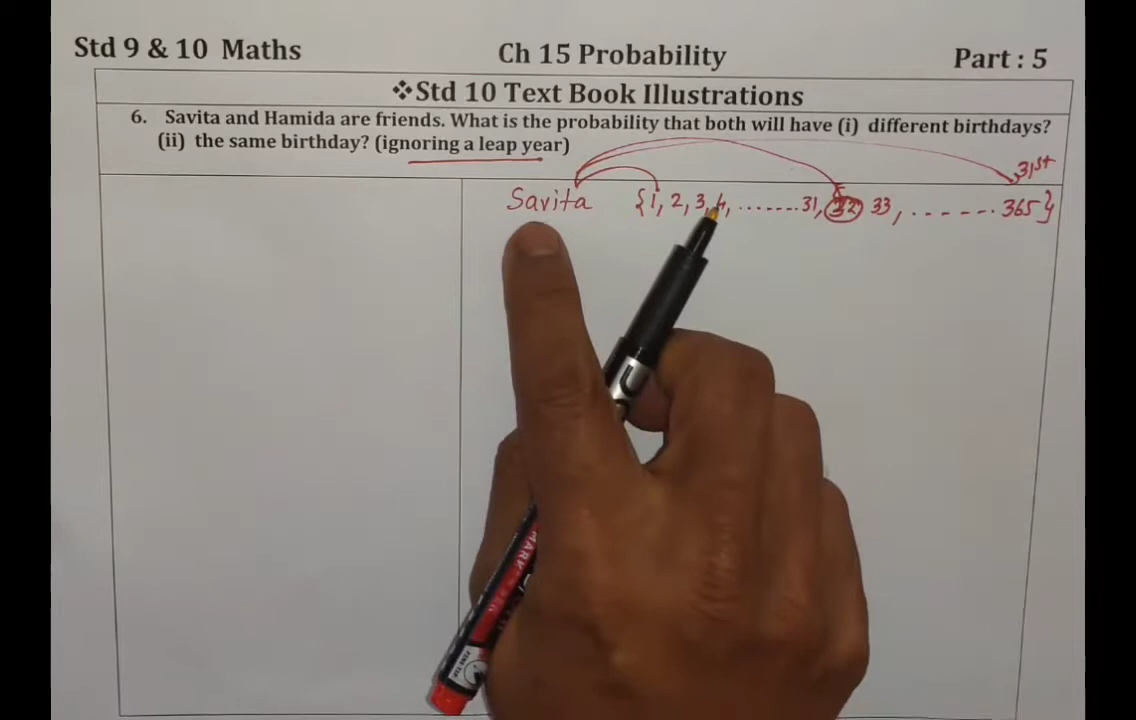 Std 9 & 10 Maths Ch 15 Probability Part : 5
❖Std 10 Text Book Illustrations
6. Savita and Hamida are friends. What is the probability that both will have (i) different birthdays?
(ii) the same birthday? (ignoring a leap year)
31st
Savita {1, 2, 3, 4, ....... 31, 32 33, ...... 365}